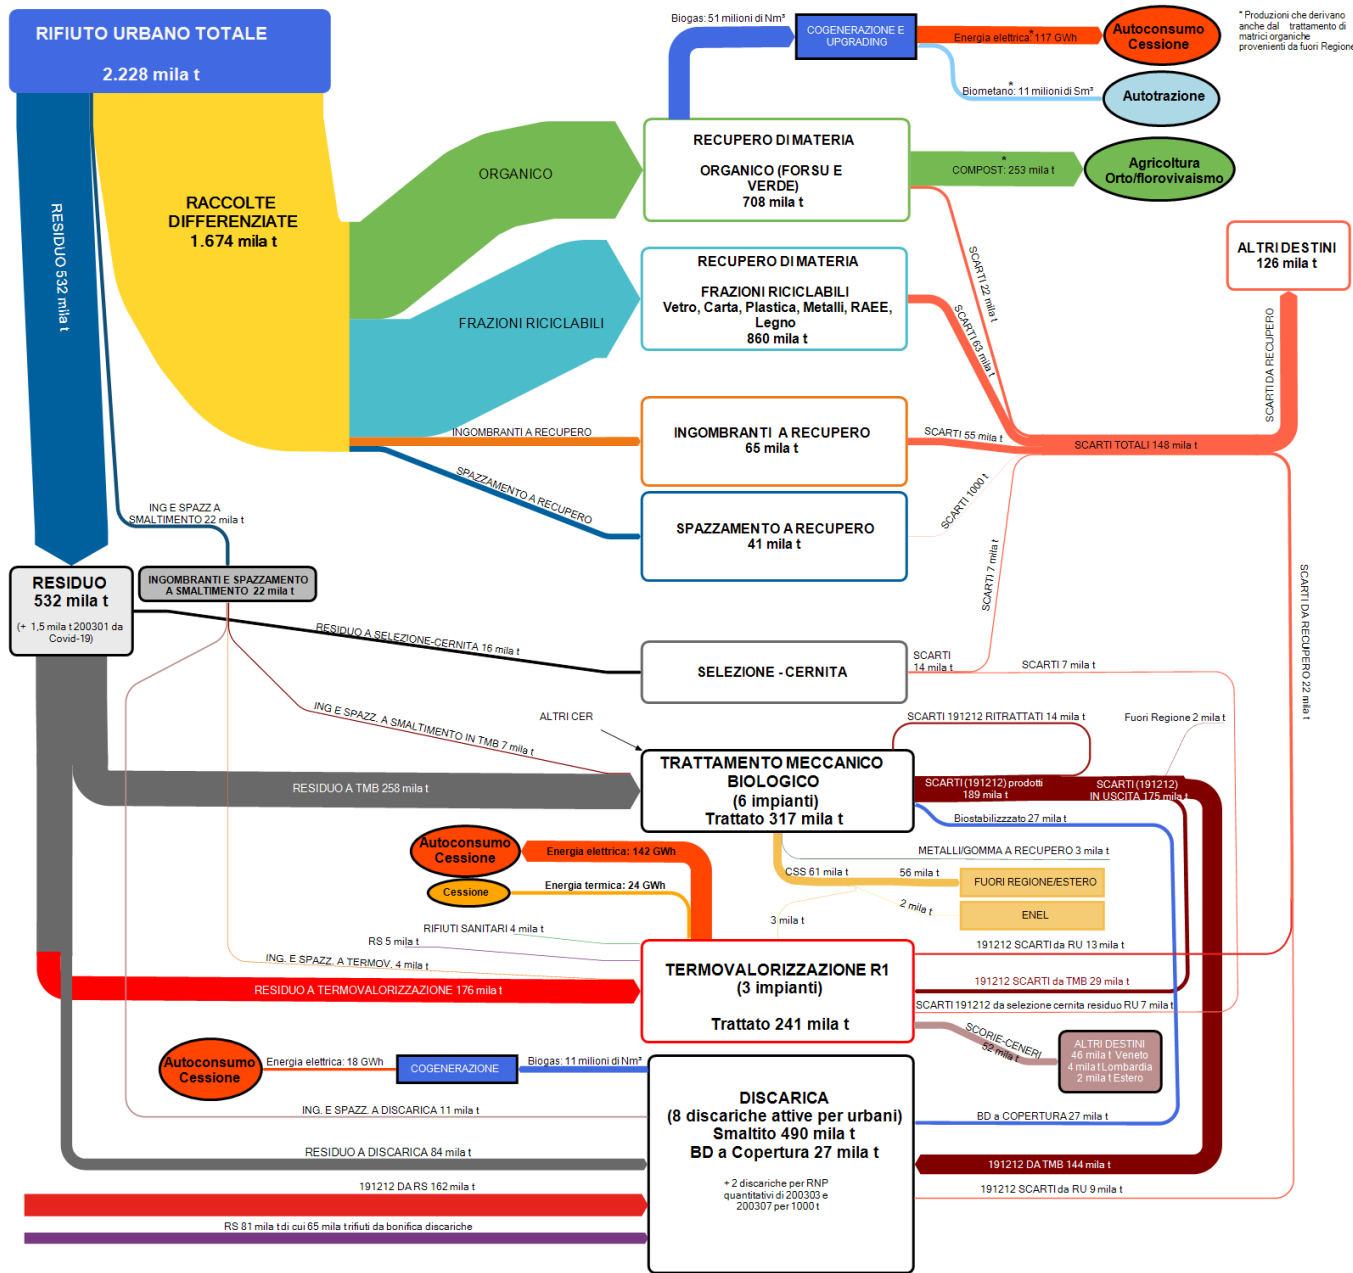 RIFIUTO URBANO TOTALE
2.228 mila t
Biogas: 51 milioni di Nm³
COGENERAZIONE E
UPGRADING
Energia elettrica: 117 GWh
*
Autoconsumo
Cessione
* Produzioni che derivano
anche dal trattamento di
matrici organiche
provenienti da fuori Regione
*
Biometano: 11 milioni di Sm³
Autotrazione
RECUPERO DI MATERIA
ORGANICO (FORSU E
VERDE)
708 mila t
*
COMPOST: 253 mila t
Agricoltura
Orto/florovivaismo
ORGANICO
RACCOLTE
DIFFERENZIATE
1.674 mila t
RESIDUO 532 mila t
FRAZIONI RICICLABILI
RECUPERO DI MATERIA
FRAZIONI RICICLABILI
Vetro, Carta, Plastica, Metalli, RAEE,
Legno
860 mila t
SCARTI 22 mila t
SCARTI 63 mila t
ALTRI DESTINI
126 mila t
SCARTI DA RECUPERO
INGOMBRANTI A RECUPERO
INGOMBRANTI A RECUPERO
65 mila t
SCARTI 55 mila t
SCARTI TOTALI 148 mila t
SPAZZAMENTO A RECUPERO
SPAZZAMENTO A RECUPERO
41 mila t
SCARTI 1000 t
SCARTI 7 mila t
SCARTI DA RECUPERO 22 mila t
ING E SPAZZ A
SMALTIMENTO 22 mila t
RESIDUO
532 mila t
(+ 1,5 mila t 200301 da
Covid-19)
INGOMBRANTI E SPAZZAMENTO
A SMALTIMENTO 22 mila t
RESIDUO A SELEZIONE-CERNITA 16 mila t
SELEZIONE - CERNITA
SCARTI
14 mila t
SCARTI 7 mila t
ING E SPAZZ. A SMALTIMENTO IN TMB 7 mila t
ALTRI CER
SCARTI 191212 RITRATTATI 14 mila t
Fuori Regione 2 mila t
RESIDUO A TMB 258 mila t
TRATTAMENTO MECCANICO
BIOLOGICO
(6 impianti)
Trattato 317 mila t
SCARTI (191212) prodotti
189 mila t
SCARTI (191212)
IN USCITA 175 mila t
Biostabilizzzato 27 mila t
METALLI/GOMMA A RECUPERO 3 mila t
Autoconsumo
Cessione
Energia elettrica: 142 GWh
Cessione
Energia termica: 24 GWh
CSS 61 mila t
56 mila t
FUORI REGIONE/ESTERO
2 mila t
ENEL
3 mila t
RIFIUTI SANITARI 4 mila t
RS 5 mila t
ING. E SPAZZ. A TERMOV. 4 mila t
RESIDUO A TERMOVALORIZZAZIONE 176 mila t
TERMOVALORIZZAZIONE R1
(3 impianti)
Trattato 241 mila t
191212 SCARTI da RU 13 mila t
191212 SCARTI da TMB 29 mila t
SCARTI 191212 da selezione cernita residuo RU 7 mila t
SCORIE-CENERI
52 mila t
ALTRI DESTINI
46 mila t Veneto
4 mila t Lombardia
2 mila t Estero
Autoconsumo
Cessione
Energia elettrica: 18 GWh
COGENERAZIONE
Biogas: 11 milioni di Nm³
DISCARICA
(8 discariche attive per urbani)
Smaltito 490 mila t
BD a Copertura 27 mila t
+ 2 discariche per RNP
quantitativi di 200303 e
200307 per 1000 t
ING. E SPAZZ. A DISCARICA 11 mila t
BD a COPERTURA 27 mila t
RESIDUO A DISCARICA 84 mila t
191212 DA TMB 144 mila t
191212 DA RS 162 mila t
191212 SCARTI da RU 9 mila t
RS 81 mila t di cui 65 mila t rifiuti da bonifica discariche